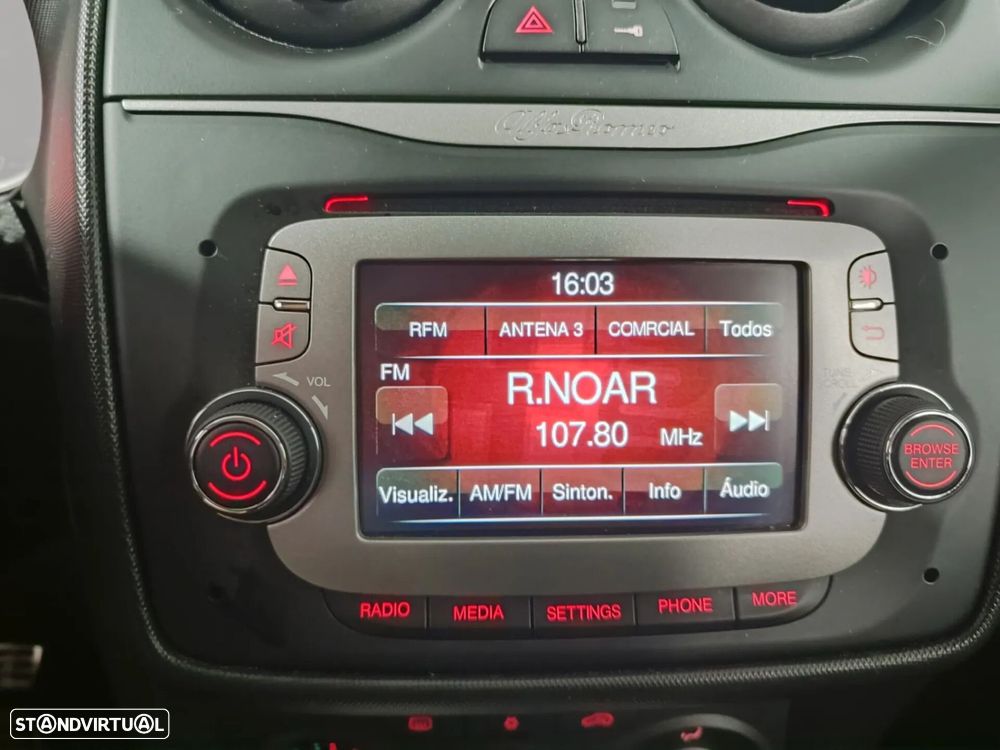 Alfa Romeo
16:03
RFM ANTENA 3 COMRCIAL Todos
FM
R.NOAR
107.80 MHz
Visualiz. AM/FM Sinton. Info Áudio
VOL
TUNE
SCROLL
BROWSE
ENTER
RADIO MEDIA SETTINGS PHONE MORE
STANDVIRTUAL